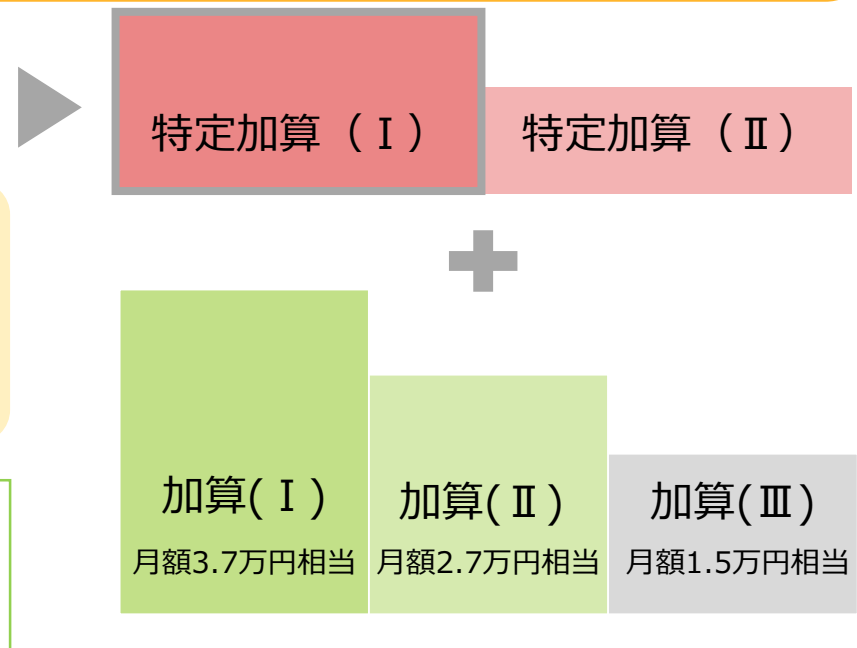 特定加算（Ⅰ）
特定加算（Ⅱ）
加算(Ⅰ)
月額3.7万円相当
加算(Ⅱ)
月額2.7万円相当
加算(Ⅲ)
月額1.5万円相当